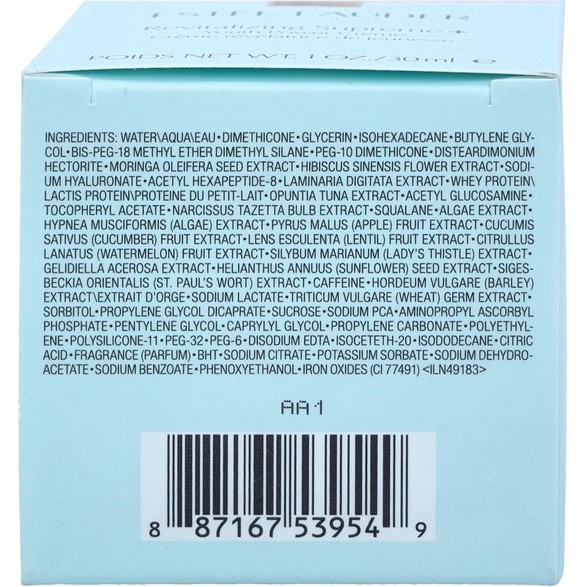 ESTĒE LAUDER
Revitalizing Supreme+
POIDS NET WT. 1 OZ./30 ml ℮
INGREDIENTS: WATER\AQUA\EAU•DIMETHICONE•GLYCERIN•ISOHEXADECANE•BUTYLENE GLY-
COL•BIS-PEG-18 METHYL ETHER DIMETHYL SILANE•PEG-10 DIMETHICONE•DISTEARDIMONIUM
HECTORITE•MORINGA OLEIFERA SEED EXTRACT•HIBISCUS SINENSIS FLOWER EXTRACT•SODI-
UM HYALURONATE•ACETYL HEXAPEPTIDE-8•LAMINARIA DIGITATA EXTRACT•WHEY PROTEIN\
LACTIS PROTEIN\PROTEINE DU PETIT-LAIT•OPUNTIA TUNA EXTRACT•ACETYL GLUCOSAMINE•
TOCOPHERYL ACETATE•NARCISSUS TAZETTA BULB EXTRACT•SQUALANE•ALGAE EXTRACT•
HYPNEA MUSCIFORMIS (ALGAE) EXTRACT•PYRUS MALUS (APPLE) FRUIT EXTRACT•CUCUMIS
SATIVUS (CUCUMBER) FRUIT EXTRACT•LENS ESCULENTA (LENTIL) FRUIT EXTRACT•CITRULLUS
LANATUS (WATERMELON) FRUIT EXTRACT•SILYBUM MARIANUM (LADY'S THISTLE) EXTRACT•
GELIDIELLA ACEROSA EXTRACT•HELIANTHUS ANNUUS (SUNFLOWER) SEED EXTRACT•SIGES-
BECKIA ORIENTALIS (ST. PAUL'S WORT) EXTRACT•CAFFEINE•HORDEUM VULGARE (BARLEY)
EXTRACT\EXTRAIT D'ORGE•SODIUM LACTATE•TRITICUM VULGARE (WHEAT) GERM EXTRACT•
SORBITOL•PROPYLENE GLYCOL DICAPRATE•SUCROSE•SODIUM PCA•AMINOPROPYL ASCORBYL
PHOSPHATE•PENTYLENE GLYCOL•CAPRYLYL GLYCOL•PROPYLENE CARBONATE•POLYETHYL-
ENE•POLYSILICONE-11•PEG-32•PEG-6•DISODIUM EDTA•ISOCETETH-20•ISODODECANE•CITRIC
ACID•FRAGRANCE (PARFUM)•BHT•SODIUM CITRATE•POTASSIUM SORBATE•SODIUM DEHYDRO-
ACETATE•SODIUM BENZOATE•PHENOXYETHANOL•IRON OXIDES (CI 77491) <ILN49183>
AA1
8 87167 53954 9